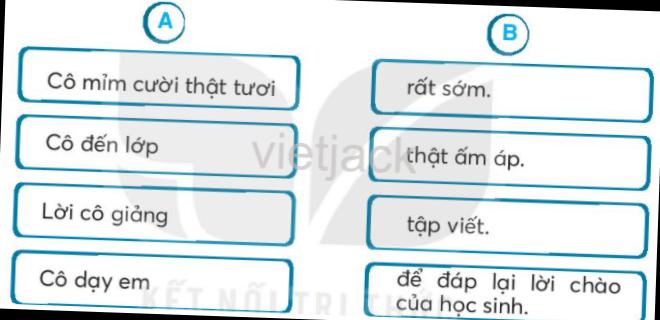 A
B
Cô mỉm cười thật tươi
rất sớm.
Cô đến lớp
thật ấm áp.
vietjack
Lời cô giảng
tập viết.
Cô dạy em
để đáp lại lời chào
của học sinh.
KẾT NỐI TRI THỨC